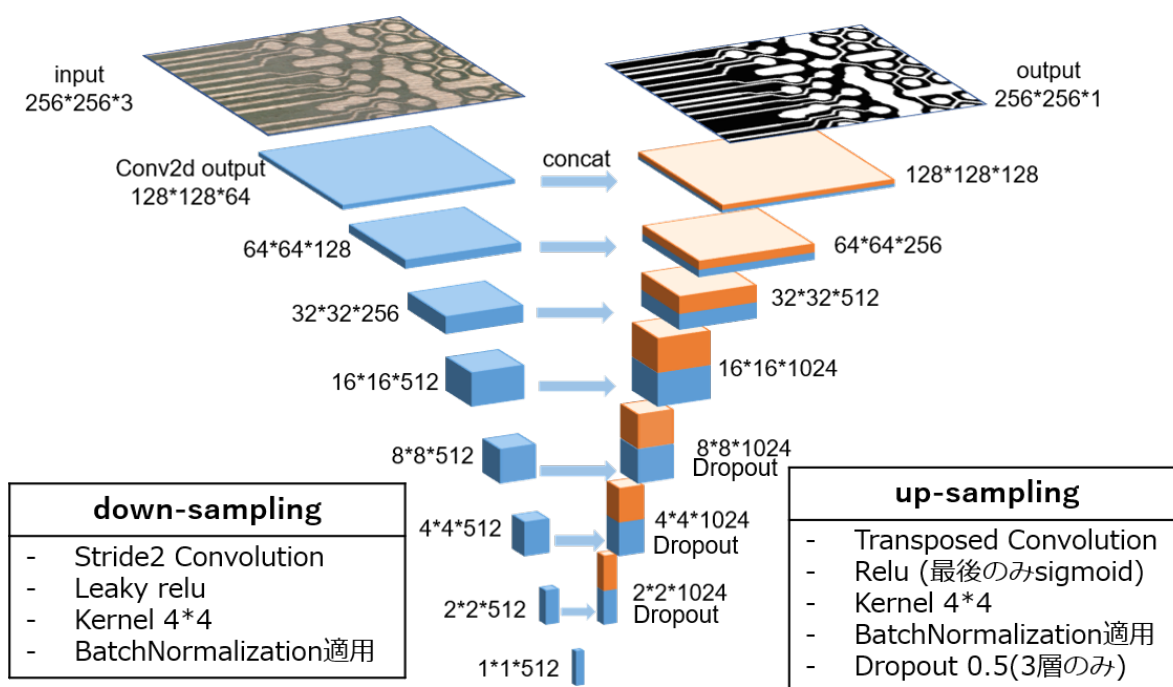 input
256*256*3
output
256*256*1
Conv2d output
128*128*64
concat
128*128*128
64*64*128
64*64*256
32*32*256
32*32*512
16*16*512
16*16*1024
8*8*512
8*8*1024
Dropout
4*4*512
4*4*1024
Dropout
2*2*512
2*2*1024
Dropout
1*1*512
down-sampling
- Stride2 Convolution
- Leaky relu
- Kernel 4*4
- BatchNormalization適用
up-sampling
- Transposed Convolution
- Relu (最後のみsigmoid)
- Kernel 4*4
- BatchNormalization適用
- Dropout 0.5(3層のみ)